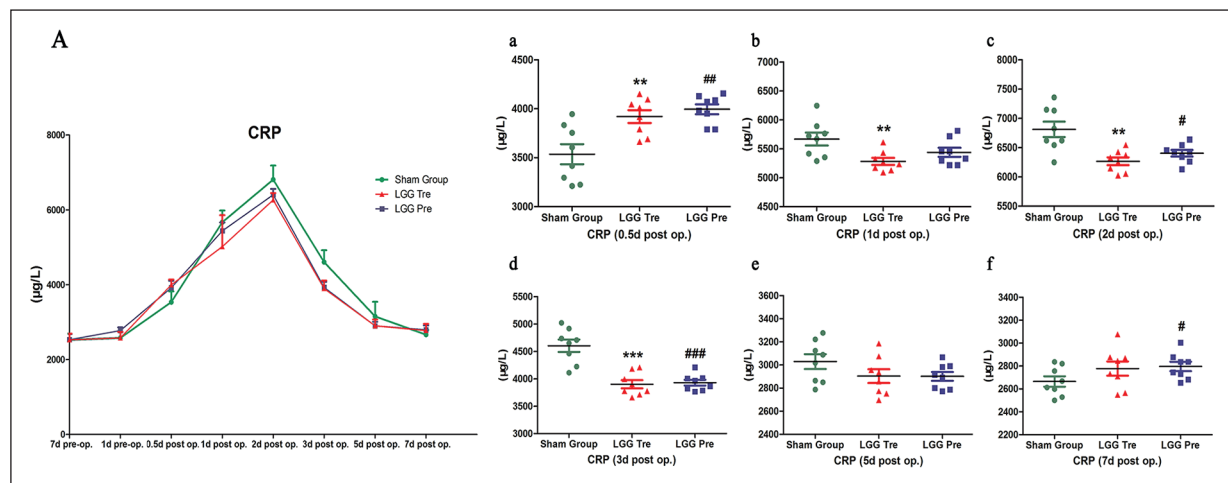 A
CRP
(μg/L)
8000
6000
4000
2000
0
Sham Group
LGG Tre
LGG Pre
7d pre-op. 1d pre-op. 0.5d post op. 1d post op. 2d post op. 3d post op. 5d post op. 7d post op.
a
(μg/L)
4500
4000
3500
3000
**
##
Sham Group LGG Tre LGG Pre
CRP (0.5d post op.)
b
(μg/L)
7000
6500
6000
5500
5000
4500
**
Sham Group LGG Tre LGG Pre
CRP (1d post op.)
c
(μg/L)
8000
7500
7000
6500
6000
5500
**
#
Sham Group LGG Tre LGG Pre
CRP (2d post op.)
d
(μg/L)
5500
5000
4500
4000
3500
3000
***
###
Sham Group LGG Tre LGG Pre
CRP (3d post op.)
e
(μg/L)
3600
3400
3200
3000
2800
2600
2400
Sham Group LGG Tre LGG Pre
CRP (5d post op.)
f
(μg/L)
3400
3200
3000
2800
2600
2400
2200
#
Sham Group LGG Tre LGG Pre
CRP (7d post op.)